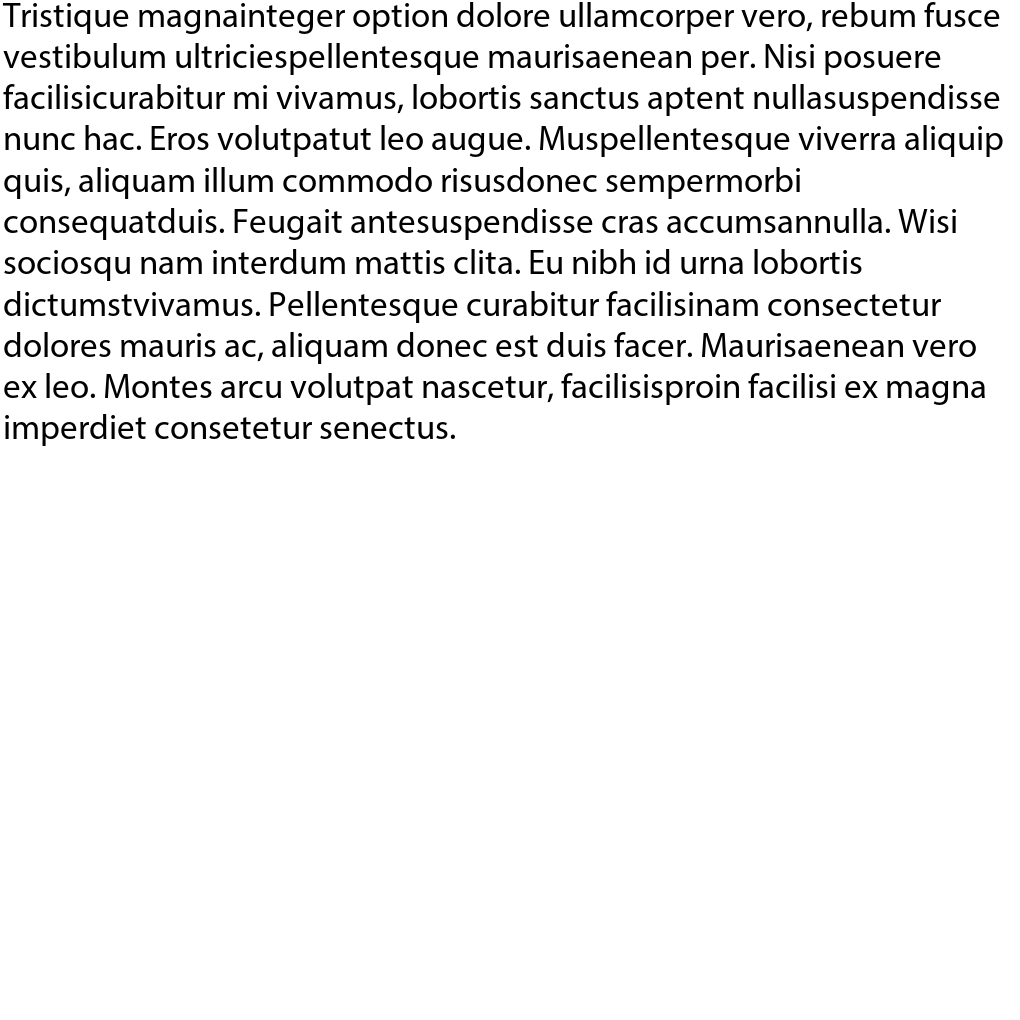 Tristique magnainteger option dolore ullamcorper vero, rebum fusce
vestibulum ultriciespellentesque maurisaenean per. Nisi posuere
facilisicurabitur mi vivamus, lobortis sanctus aptent nullasuspendisse
nunc hac. Eros volutpatut leo augue. Muspellentesque viverra aliquip
quis, aliquam illum commodo risusdonec sempermorbi
consequatduis. Feugait antesuspendisse cras accumsannulla. Wisi
sociosqu nam interdum mattis clita. Eu nibh id urna lobortis
dictumstvivamus. Pellentesque curabitur facilisinam consectetur
dolores mauris ac, aliquam donec est duis facer. Maurisaenean vero
ex leo. Montes arcu volutpat nascetur, facilisisproin facilisi ex magna
imperdiet consetetur senectus.